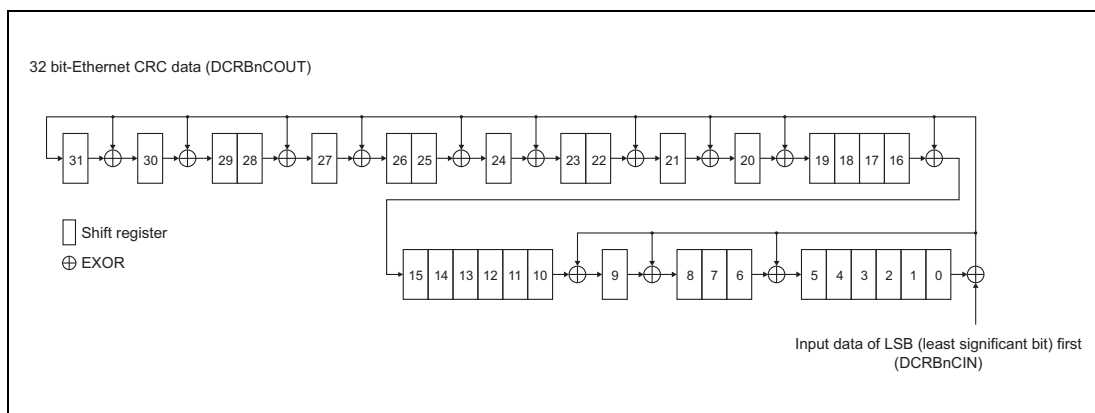 32 bit-Ethernet CRC data (DCRBnCOUT)
31 30 29 28 27 26 25 24 23 22 21 20 19 18 17 16
Shift register
EXOR
15 14 13 12 11 10 9 8 7 6 5 4 3 2 1 0
Input data of LSB (least significant bit) first
(DCRBnCIN)